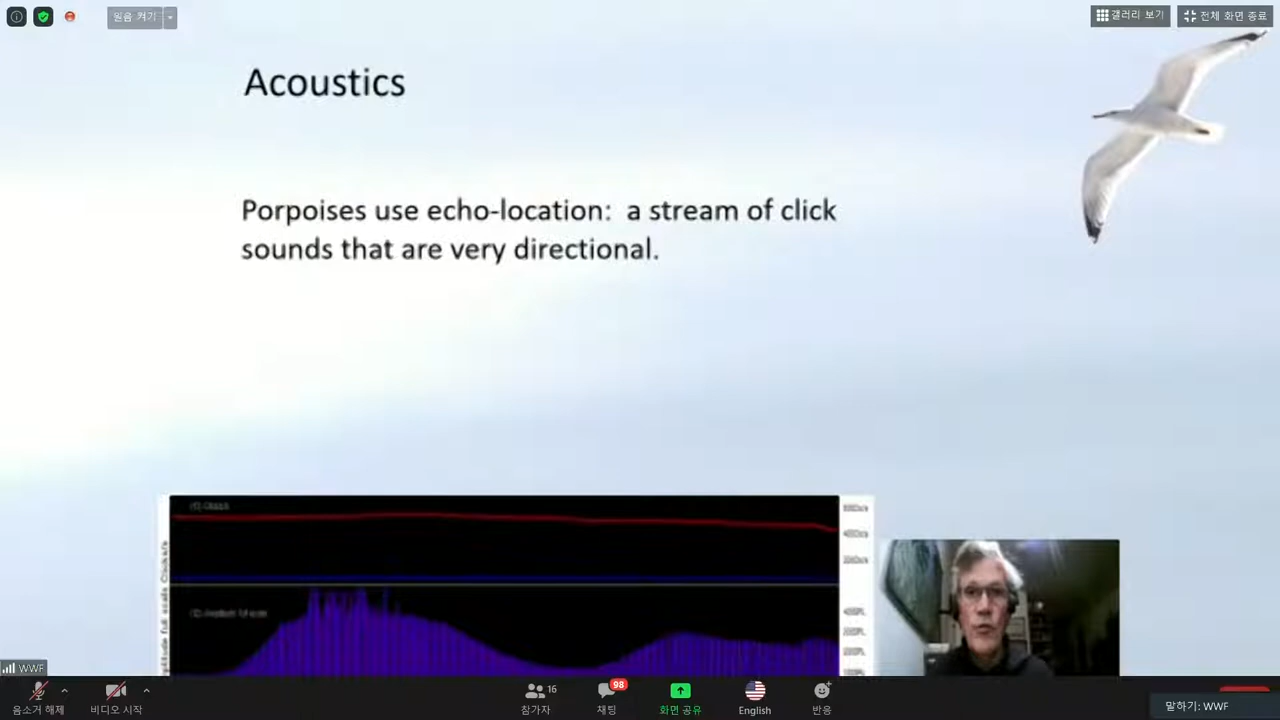 원음 켜기
갤러리 보기
전체 화면 종료
Acoustics
Porpoises use echo-location: a stream of click
sounds that are very directional.
WWF
음소거 해제
비디오 시작
16
참가자
98
채팅
화면 공유
English
반응
말하기: WWF